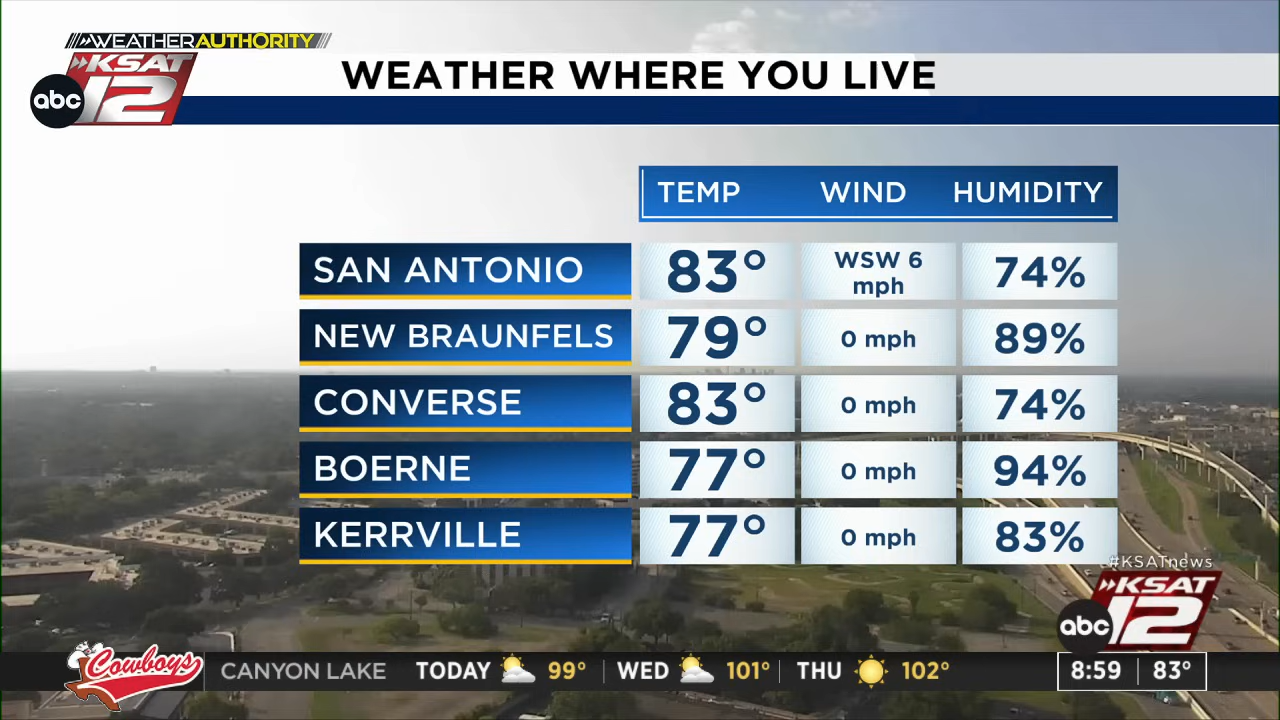 WEATHERAUTHORITY
KSAT
abc 12
WEATHER WHERE YOU LIVE
TEMP WIND HUMIDITY
SAN ANTONIO 83° WSW 6 mph 74%
NEW BRAUNFELS 79° 0 mph 89%
CONVERSE 83° 0 mph 74%
BOERNE 77° 0 mph 94%
KERRVILLE 77° 0 mph 83%
#KSATnews
KSAT
abc 12
Cowboys CANYON LAKE TODAY 99° WED 101° THU 102° 8:59 83°